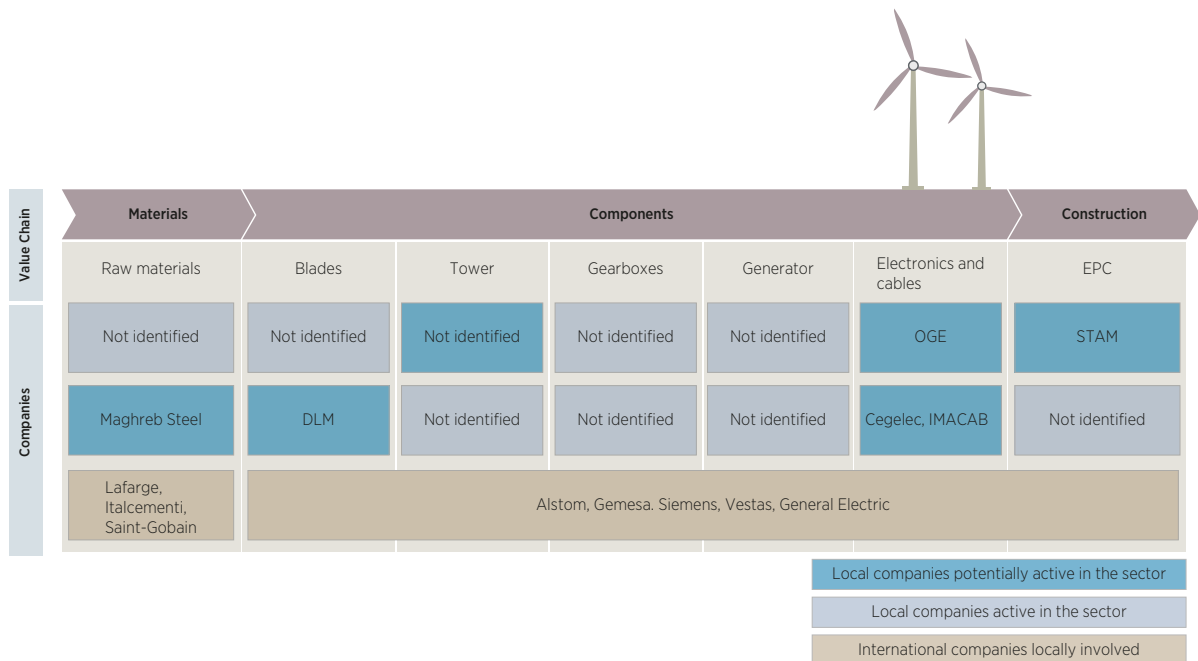 Value Chain
Materials
Components
Construction
Raw materials
Blades
Tower
Gearboxes
Generator
Electronics and
cables
EPC
Companies
Not identified
Not identified
Not identified
Not identified
Not identified
OGE
STAM
Maghreb Steel
DLM
Not identified
Not identified
Not identified
Cegelec, IMACAB
Not identified
Lafarge,
Italcementi,
Saint-Gobain
Alstom, Gemesa. Siemens, Vestas, General Electric
Local companies potentially active in the sector
Local companies active in the sector
International companies locally involved